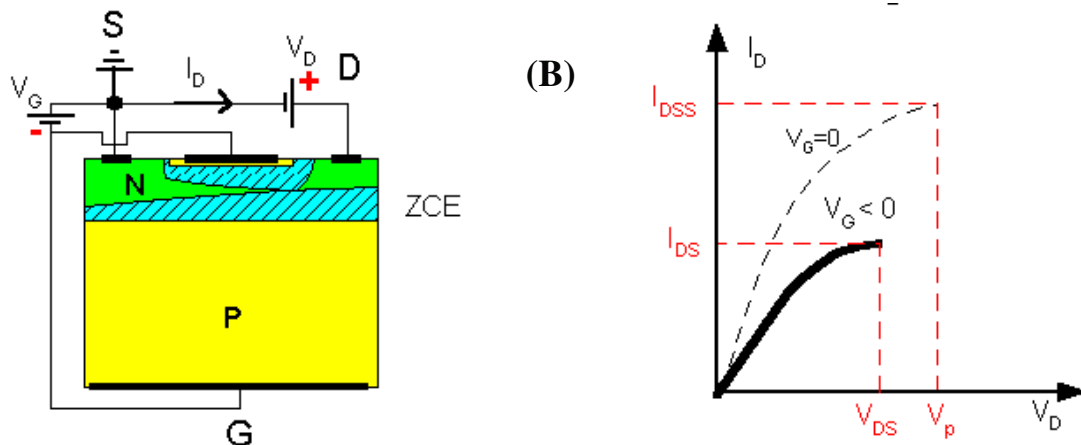 S
V_G
-
I_D
V_D
+
D
N
ZCE
P
G
(B)
I_D
I_DSS
V_G=0
V_G < 0
I_DS
V_DS
V_p
V_D